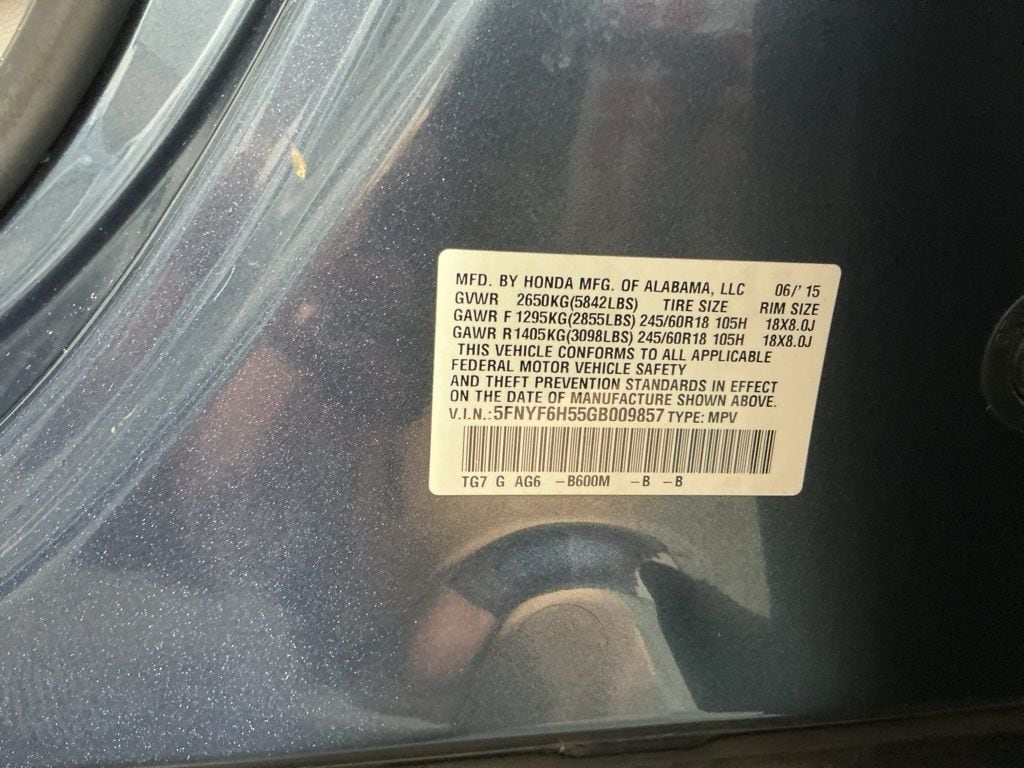 MFD. BY HONDA MFG. OF ALABAMA, LLC 06/'15
GVWR 2650KG(5842LBS) TIRE SIZE RIM SIZE
GAWR F 1295KG(2855LBS) 245/60R18 105H 18X8.0J
GAWR R1405KG(3098LBS) 245/60R18 105H 18X8.0J
THIS VEHICLE CONFORMS TO ALL APPLICABLE
FEDERAL MOTOR VEHICLE SAFETY
AND THEFT PREVENTION STANDARDS IN EFFECT
ON THE DATE OF MANUFACTURE SHOWN ABOVE.
V.I.N.:5FNYF6H55GB009857 TYPE: MPV
TG7 G AG6 -B600M -B -B